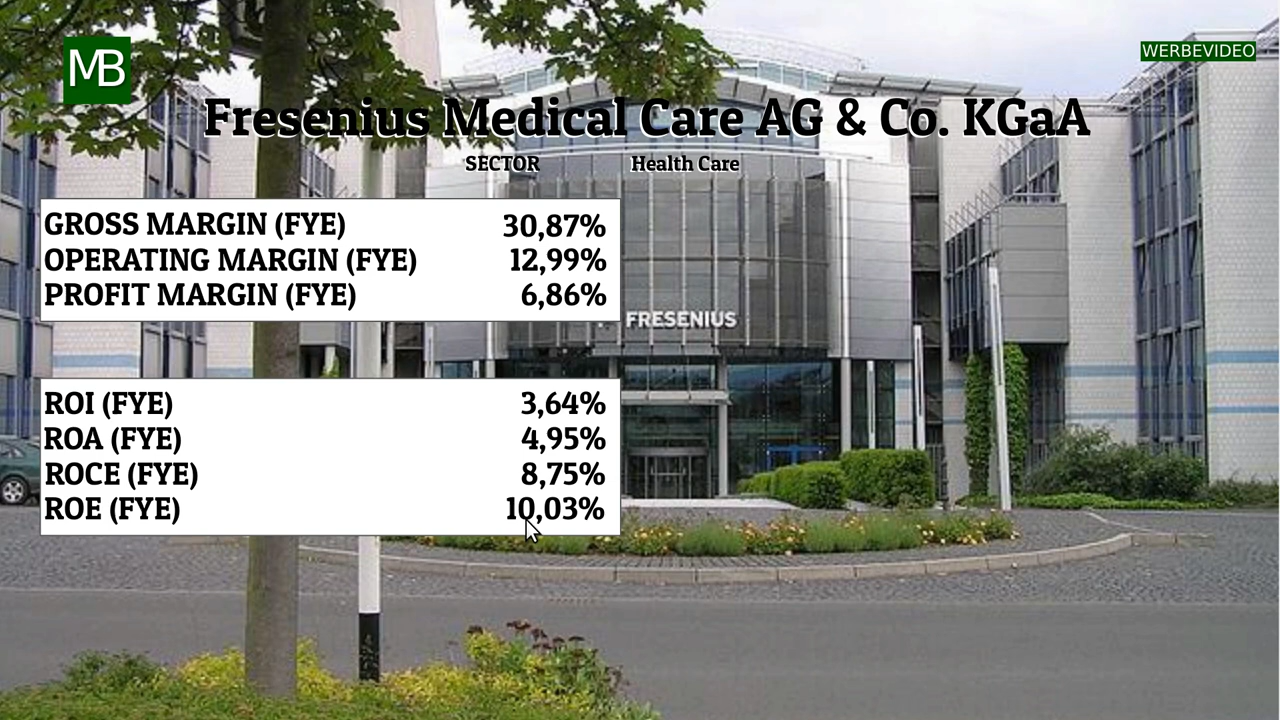 MB
WERBEVIDEO
Fresenius Medical Care AG & Co. KGaA
SECTOR Health Care
GROSS MARGIN (FYE) 30,87%
OPERATING MARGIN (FYE) 12,99%
PROFIT MARGIN (FYE) 6,86%
FRESENIUS
ROI (FYE) 3,64%
ROA (FYE) 4,95%
ROCE (FYE) 8,75%
ROE (FYE) 10,03%